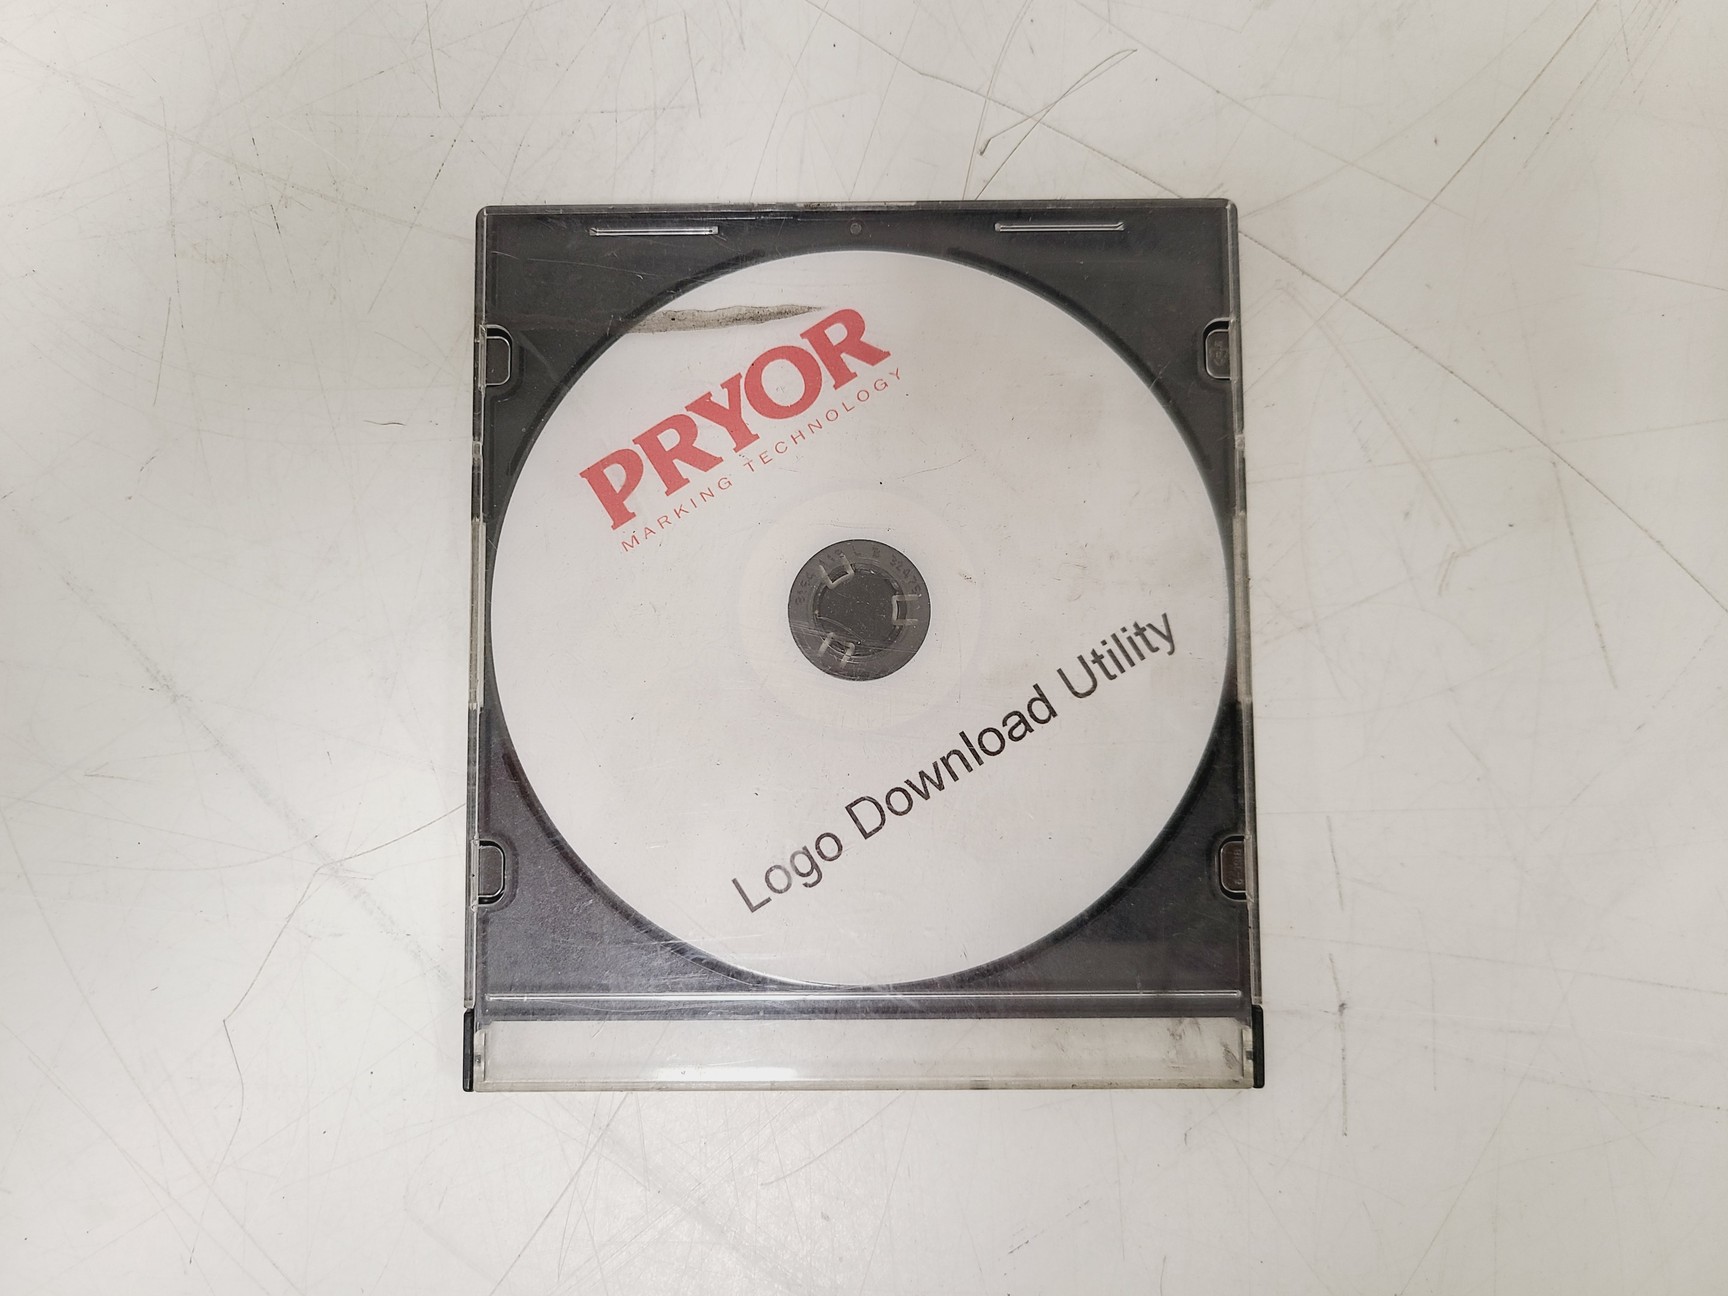 PRYOR
MARKING TECHNOLOGY
Logo Download Utility